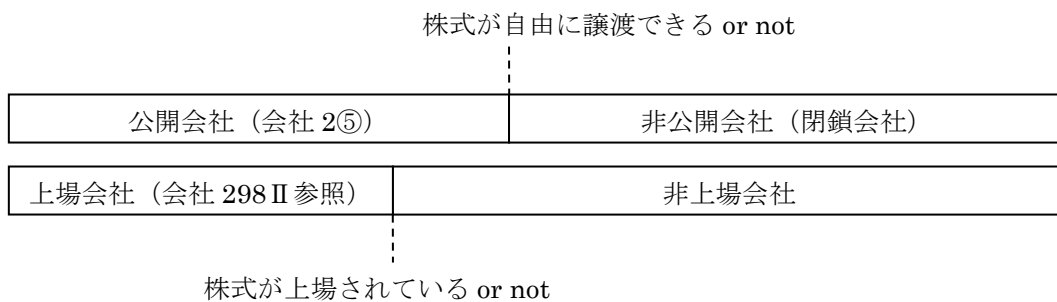 株式が自由に譲渡できる or not
公開会社（会社 2⑤）
非公開会社（閉鎖会社）
上場会社（会社 298Ⅱ参照）
非上場会社
株式が上場されている or not